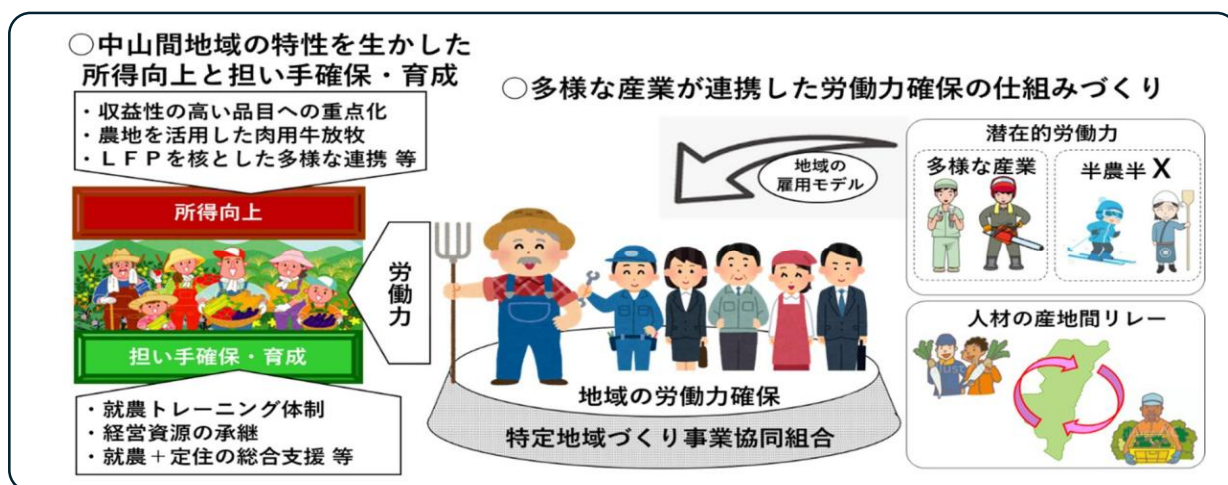 ○中山間地域の特性を生かした
所得向上と担い手確保・育成
・収益性の高い品目への重点化
・農地を活用した肉用牛放牧
・LFPを核とした多様な連携 等
所得向上
担い手確保・育成
・就農トレーニング体制
・経営資源の承継
・就農+定住の総合支援 等
労働力
○多様な産業が連携した労働力確保の仕組みづくり
地域の
雇用モデル
地域の労働力確保
特定地域づくり事業協同組合
潜在的労働力
多様な産業
半農半X
人材の産地間リレー